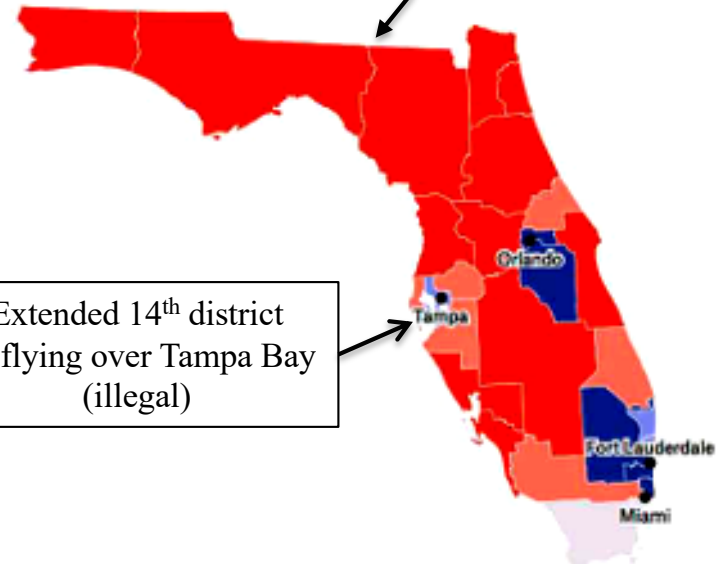 Orlando
Extended 14th district
flying over Tampa Bay
(illegal)
Tampa
Fort Lauderdale
Miami